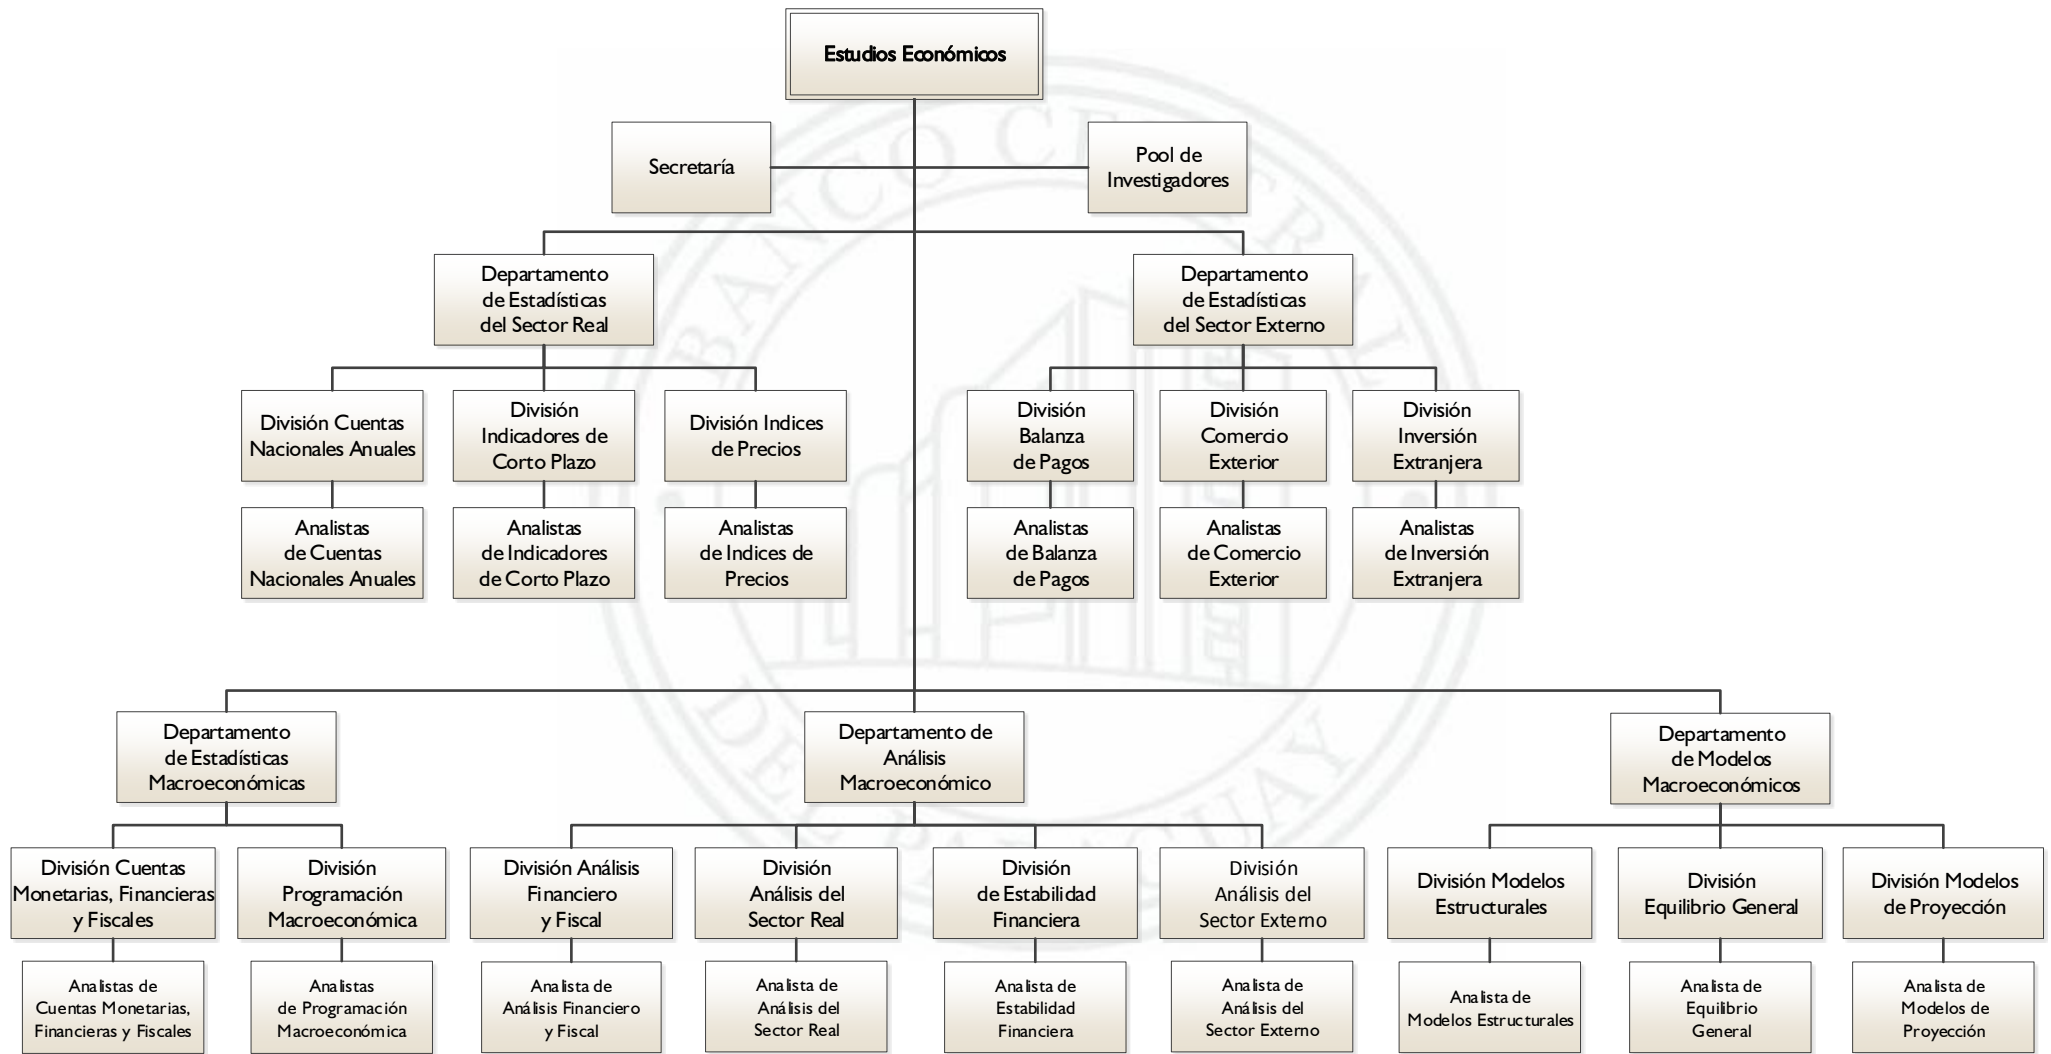 Estudios Económicos
Secretaría
Pool de
Investigadores
Departamento
de Estadísticas
del Sector Real
Departamento
de Estadísticas
del Sector Externo
División Cuentas
Nacionales Anuales
División
Indicadores de
Corto Plazo
División Indices
de Precios
División
Balanza
de Pagos
División
Comercio
Exterior
División
Inversión
Extranjera
Analistas
de Cuentas
Nacionales Anuales
Analistas
de Indicadores
de Corto Plazo
Analistas
de Indices de
Precios
Analistas
de Balanza
de Pagos
Analistas
de Comercio
Exterior
Analistas
de Inversión
Extranjera
Departamento
de Estadísticas
Macroeconómicas
Departamento de
Análisis
Macroeconómico
Departamento
de Modelos
Macroeconómicos
División Cuentas
Monetarias, Financieras
y Fiscales
División
Programación
Macroeconómica
División Análisis
Financiero
y Fiscal
División
Análisis del
Sector Real
División
de Estabilidad
Financiera
División
Análisis del
Sector Externo
División Modelos
Estructurales
División
Equilibrio General
División Modelos
de Proyección
Analistas de
Cuentas Monetarias,
Financieras y Fiscales
Analistas
de Programación
Macroeconómica
Analista de
Análisis Financiero
y Fiscal
Analista de
Análisis del
Sector Real
Analista de
Estabilidad
Financiera
Analista de
Análisis del
Sector Externo
Analista de
Modelos Estructurales
Analista de
Equilibrio
General
Analista de
Modelos de
Proyección
BANCO CENTRAL
DEL PARAGUAY